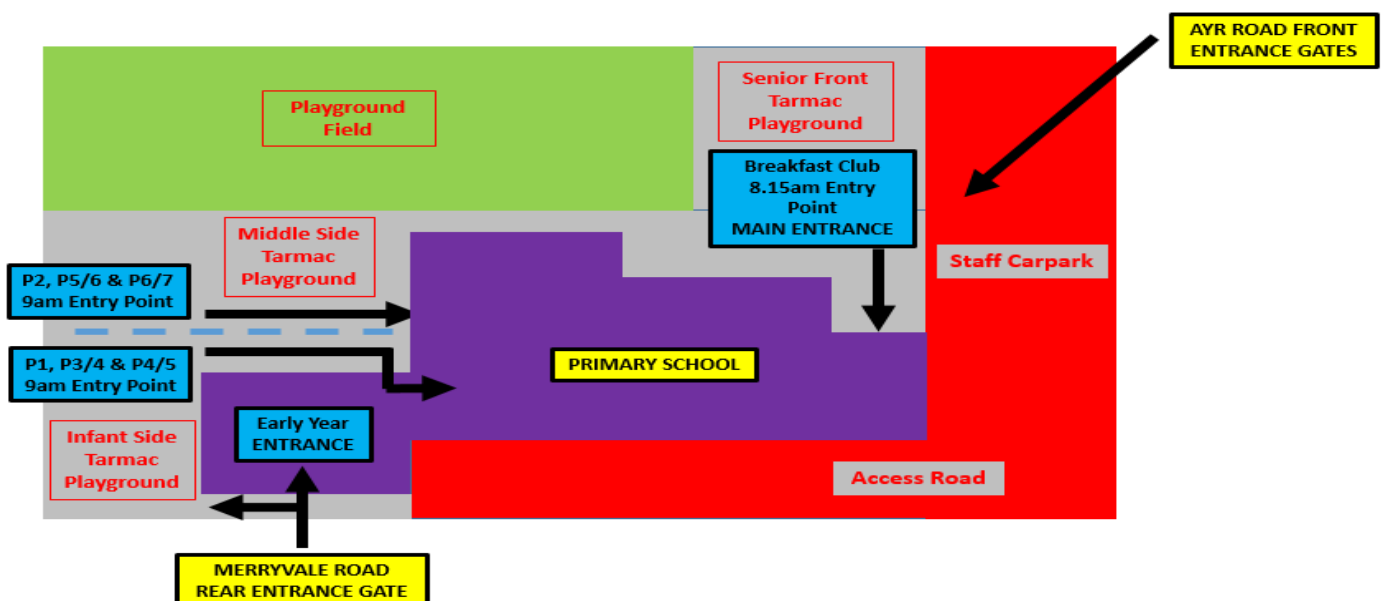 AYR ROAD FRONT
ENTRANCE GATES
Senior Front
Tarmac
Playground
Playground
Field
Breakfast Club
8.15am Entry
Point
MAIN ENTRANCE
Middle Side
Tarmac
Playground
Staff Carpark
P2, P5/6 & P6/7
9am Entry Point
P1, P3/4 & P4/5
9am Entry Point
PRIMARY SCHOOL
Early Year
ENTRANCE
Infant Side
Tarmac
Playground
Access Road
MERRYVALE ROAD
REAR ENTRANCE GATE